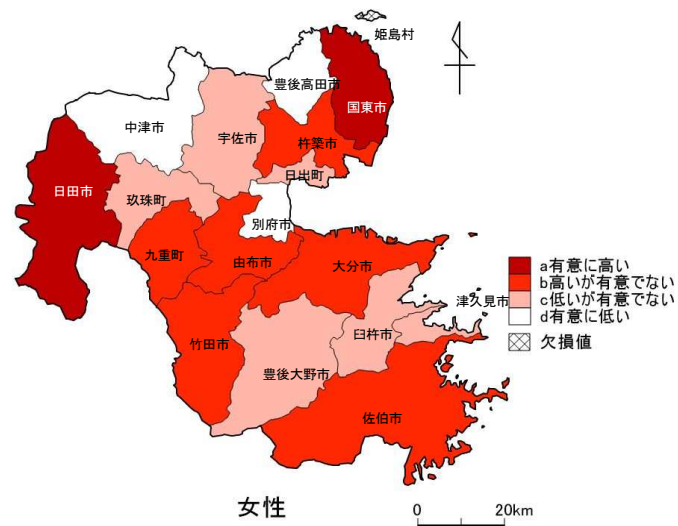 姫島村
豊後高田市
国東市
中津市
宇佐市
杵築市
日出町
日田市
玖珠町
別府市
九重町
由布市
大分市
a有意に高い
b高いが有意でない
c低いが有意でない
d有意に低い
欠損値
津久見市
臼杵市
竹田市
豊後大野市
佐伯市
女性
0 20km